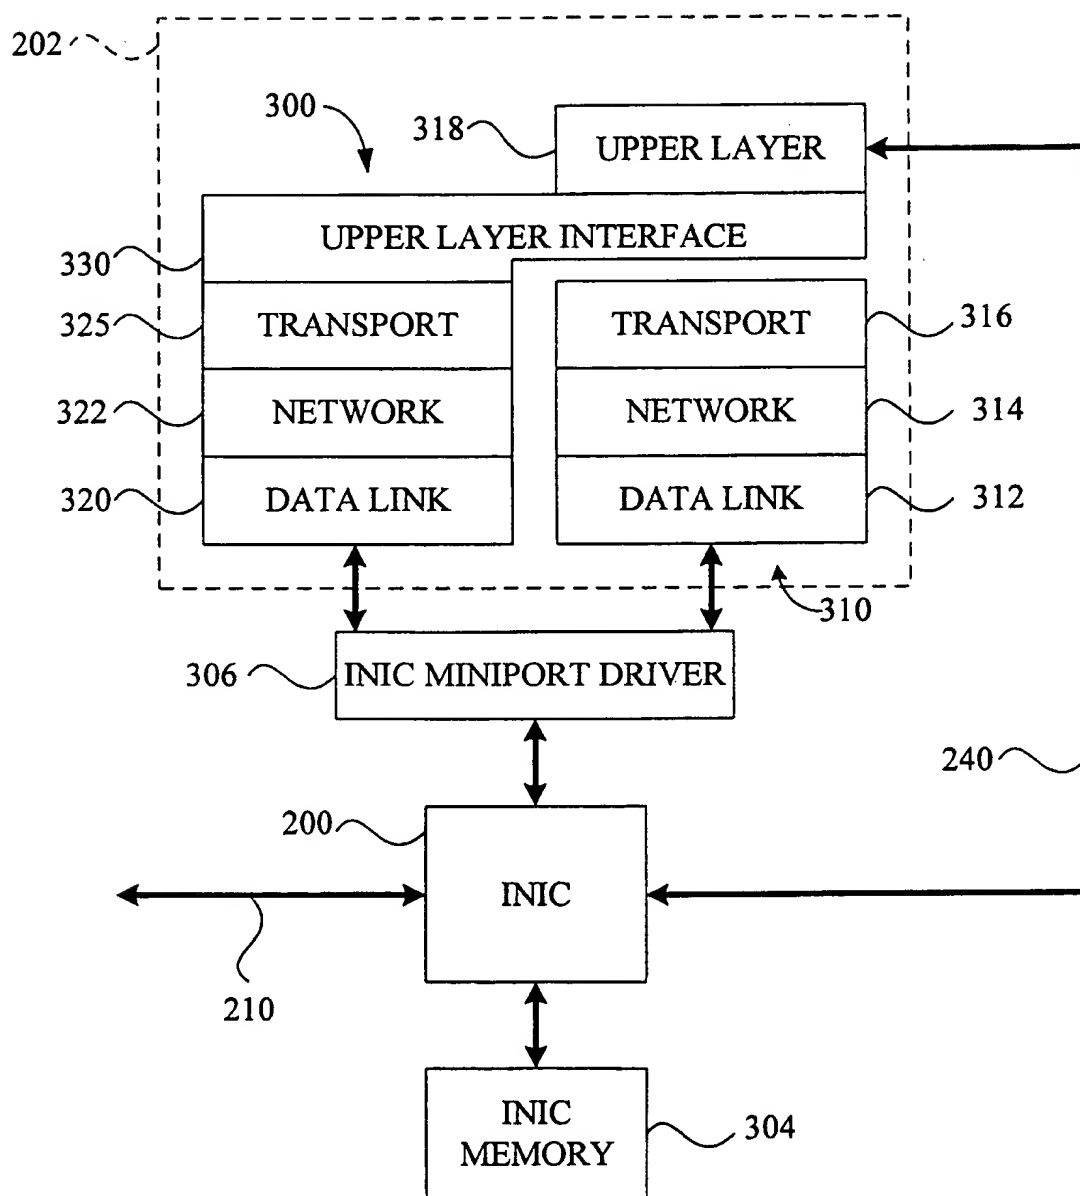 202
300
318
UPPER LAYER
UPPER LAYER INTERFACE
330
325
TRANSPORT
TRANSPORT
316
322
NETWORK
NETWORK
314
320
DATA LINK
DATA LINK
312
310
306
INIC MINIPORT DRIVER
240
200
INIC
210
INIC
MEMORY
304